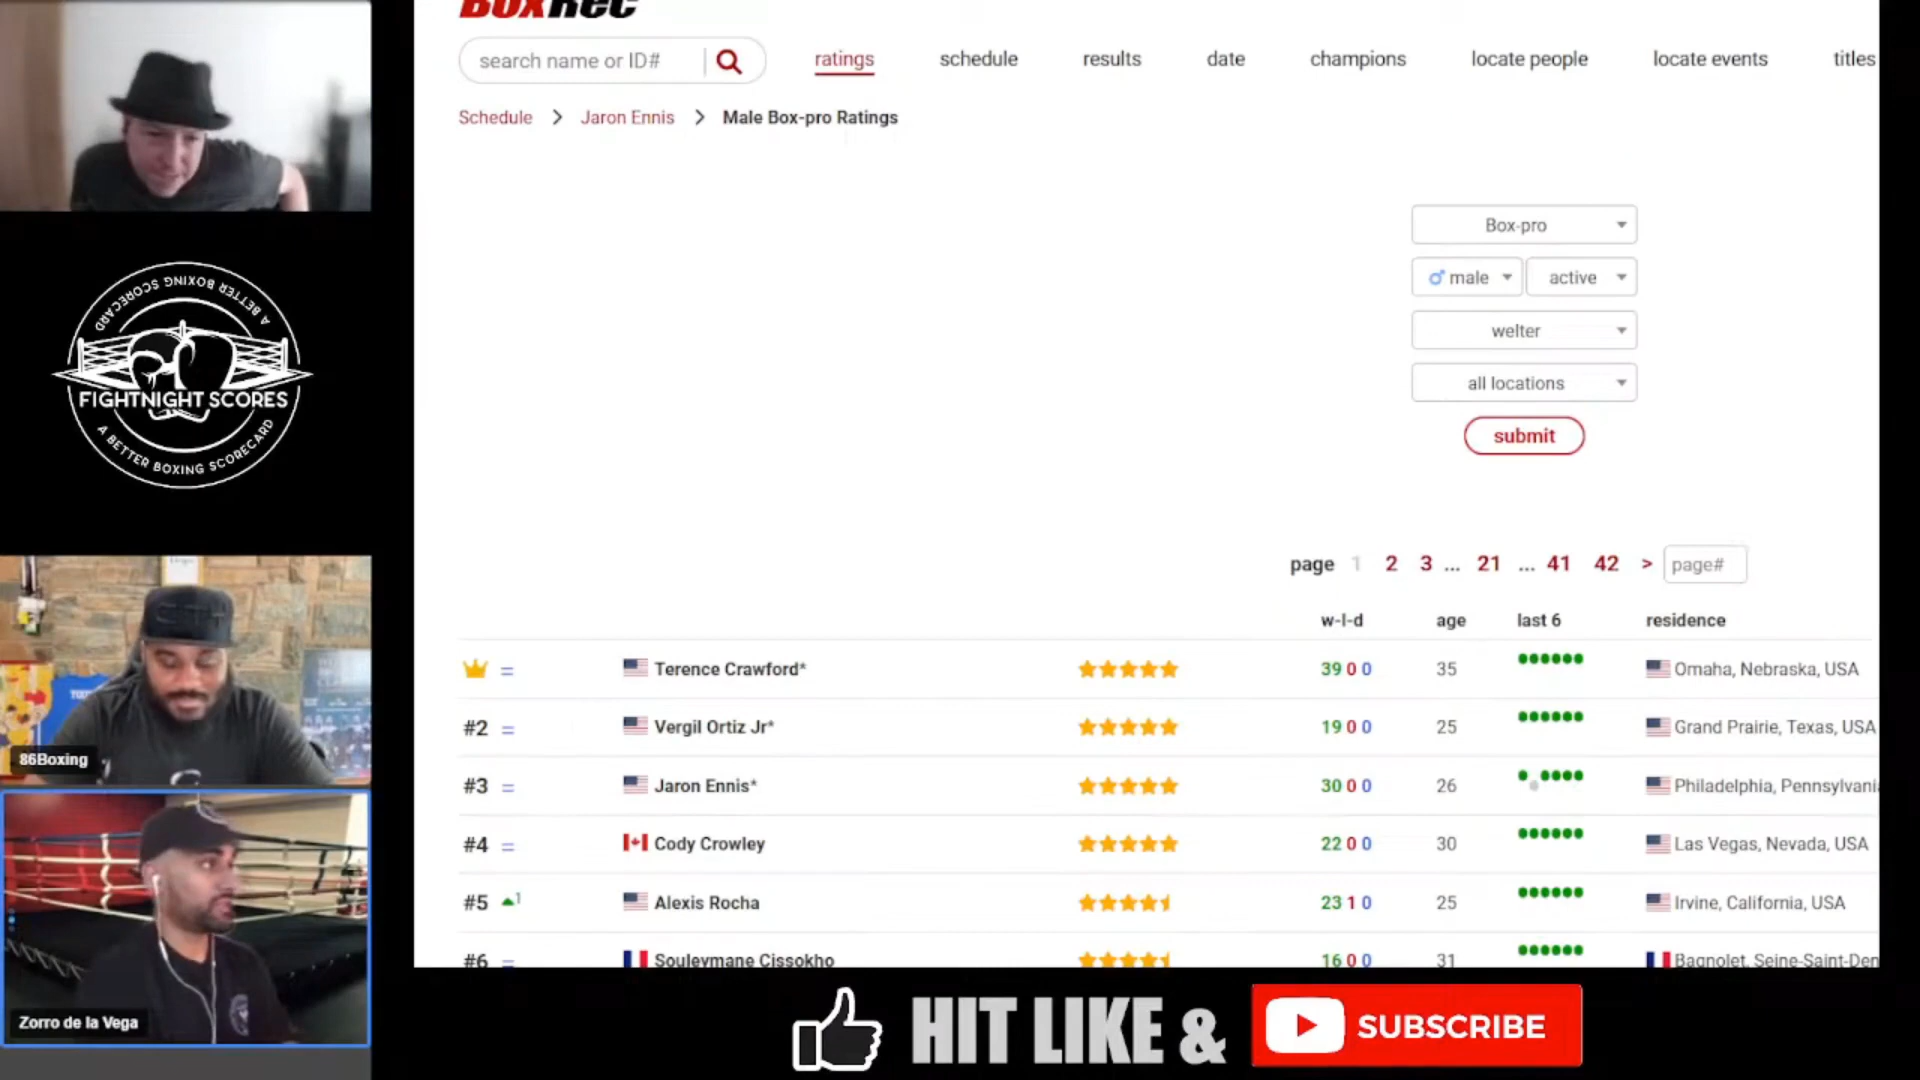 BoxRec
search name or ID#
ratings
schedule
results
date
champions
locate people
locate events
titles
Schedule > Jaron Ennis > Male Box-pro Ratings
Box-pro
♂ male
active
welter
all locations
submit
page 1 2 3 ... 21 ... 41 42 > page#
w-l-d age last 6 residence
= Terence Crawford* 39 0 0 35 Omaha, Nebraska, USA
#2 = Vergil Ortiz Jr* 19 0 0 25 Grand Prairie, Texas, USA
#3 = Jaron Ennis* 30 0 0 26 Philadelphia, Pennsylvani
#4 = Cody Crowley 22 0 0 30 Las Vegas, Nevada, USA
#5 1 Alexis Rocha 23 1 0 25 Irvine, California, USA
#6 = Souleymane Cissokho 16 0 0 31 Bagnolet, Seine-Saint-Den
A BETTER BOXING SCORECARD
FIGHTNIGHT SCORES
A BETTER BOXING SCORECARD
86Boxing
Zorro de la Vega
HIT LIKE & SUBSCRIBE